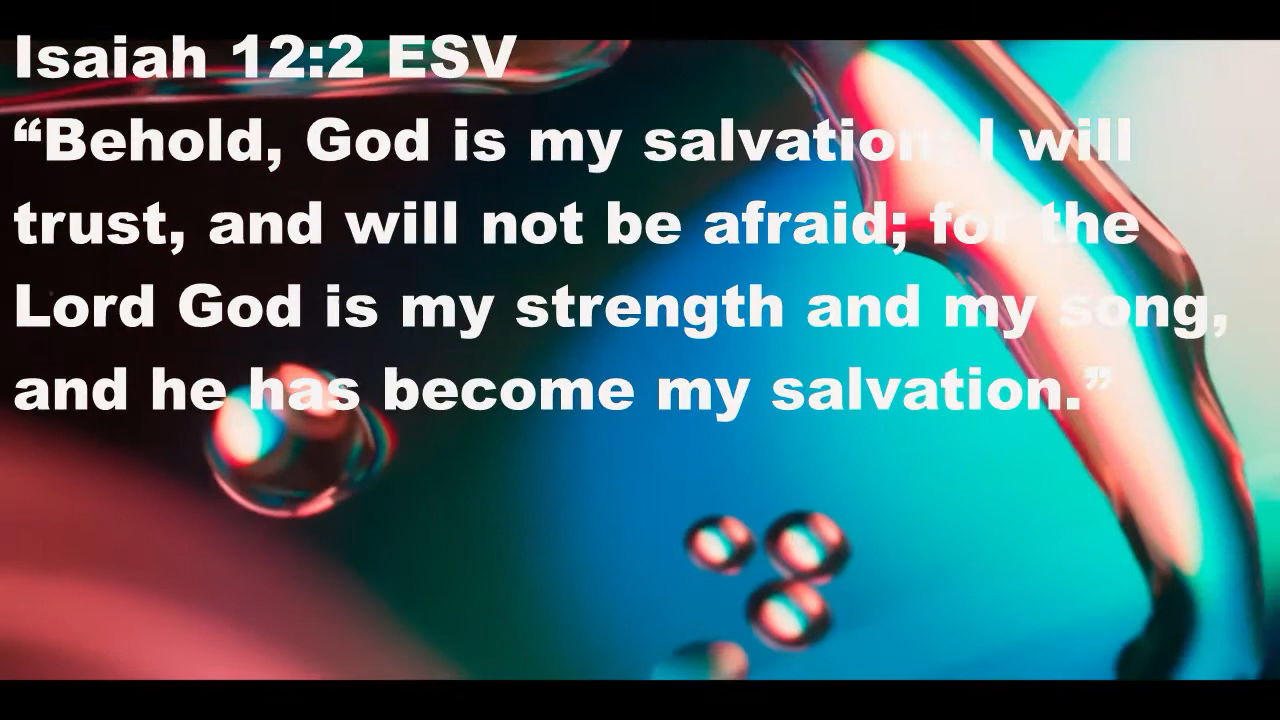 Isaiah 12:2 ESV
“Behold, God is my salvation; I will
trust, and will not be afraid; for the
Lord God is my strength and my song,
and he has become my salvation.”